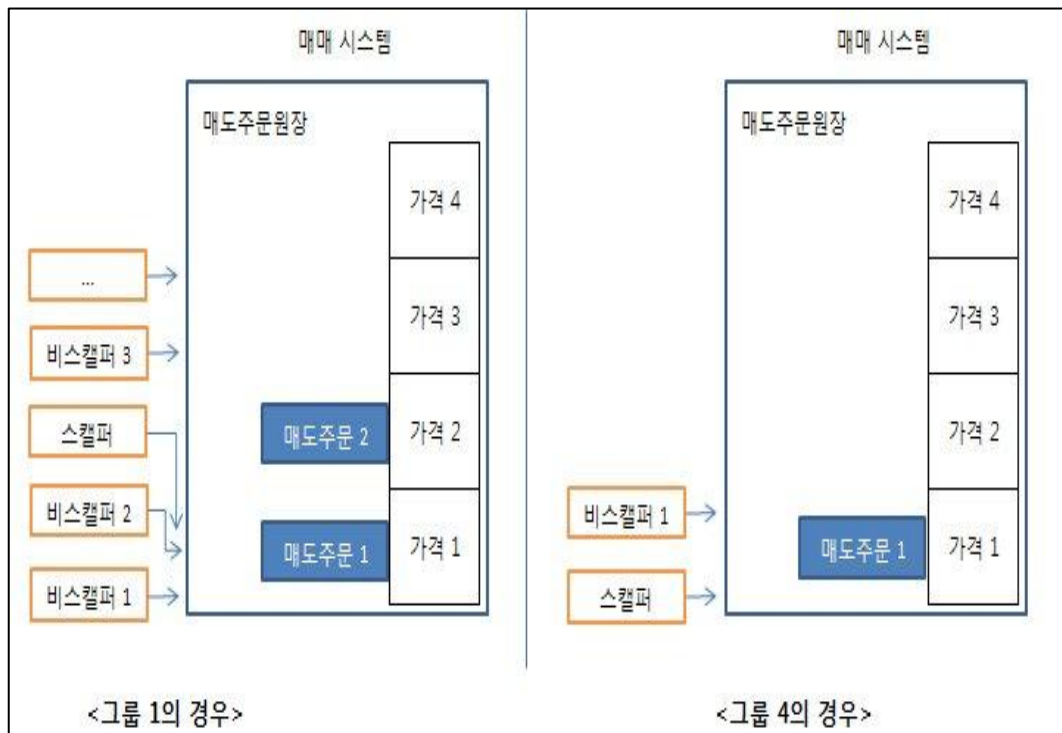 매매 시스템
매도주문원장
가격 4
가격 3
가격 2
가격 1
매도주문 2
매도주문 1
...
비스캘퍼 3
스캘퍼
비스캘퍼 2
비스캘퍼 1
<그룹 1의 경우>
매매 시스템
매도주문원장
가격 4
가격 3
가격 2
가격 1
매도주문 1
비스캘퍼 1
스캘퍼
<그룹 4의 경우>